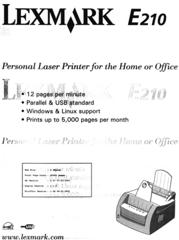 LEXMARK E210
Personal Laser Printer for the Home or Office
LEXMARK E210
• 12 pages per minute
• Parallel & USB standard
• Windows & Linux support
• Prints up to 5,000 pages per month
Personal Laser Printer for the Home or Office
www.lexmark.com